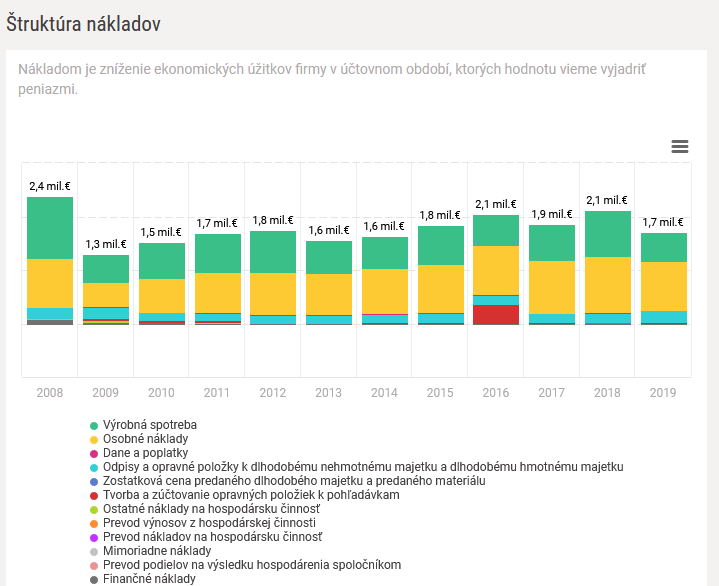 Štruktúra nákladov
Nákladom je zníženie ekonomických úžitkov firmy v účtovnom období, ktorých hodnotu vieme vyjadriť
peniazmi.
2,4 mil.€
1,3 mil.€
1,5 mil.€
1,7 mil.€
1,8 mil.€
1,6 mil.€
1,6 mil.€
1,8 mil.€
2,1 mil.€
1,9 mil.€
2,1 mil.€
1,7 mil.€
2008 2009 2010 2011 2012 2013 2014 2015 2016 2017 2018 2019
Výrobná spotreba
Osobné náklady
Dane a poplatky
Odpisy a opravné položky k dlhodobému nehmotnému majetku a dlhodobému hmotnému majetku
Zostatková cena predaného dlhodobého majetku a predaného materiálu
Tvorba a zúčtovanie opravných položiek k pohľadávkam
Ostatné náklady na hospodársku činnosť
Prevod výnosov z hospodárskej činnosti
Prevod nákladov na hospodársku činnosť
Mimoriadne náklady
Prevod podielov na výsledku hospodárenia spoločníkom
Finančné náklady